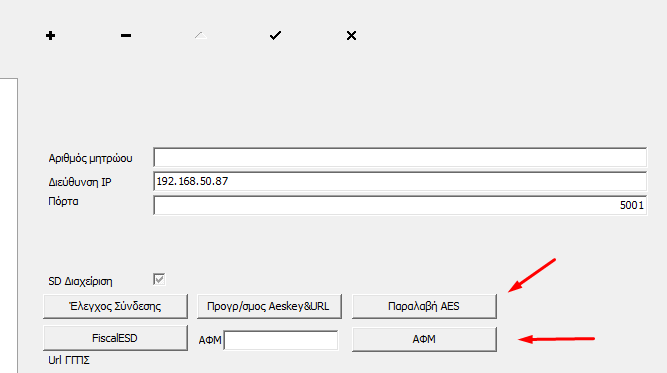 Αριθμός μητρώου
Διεύθυνση IP 192.168.50.87
Πόρτα 5001
SD Διαχείριση
Έλεγχος Σύνδεσης Προγρ/σμος Aeskey&URL Παραλαβή AES
FiscalESD ΑΦΜ ΑΦΜ
Url ΓΓΠΣ